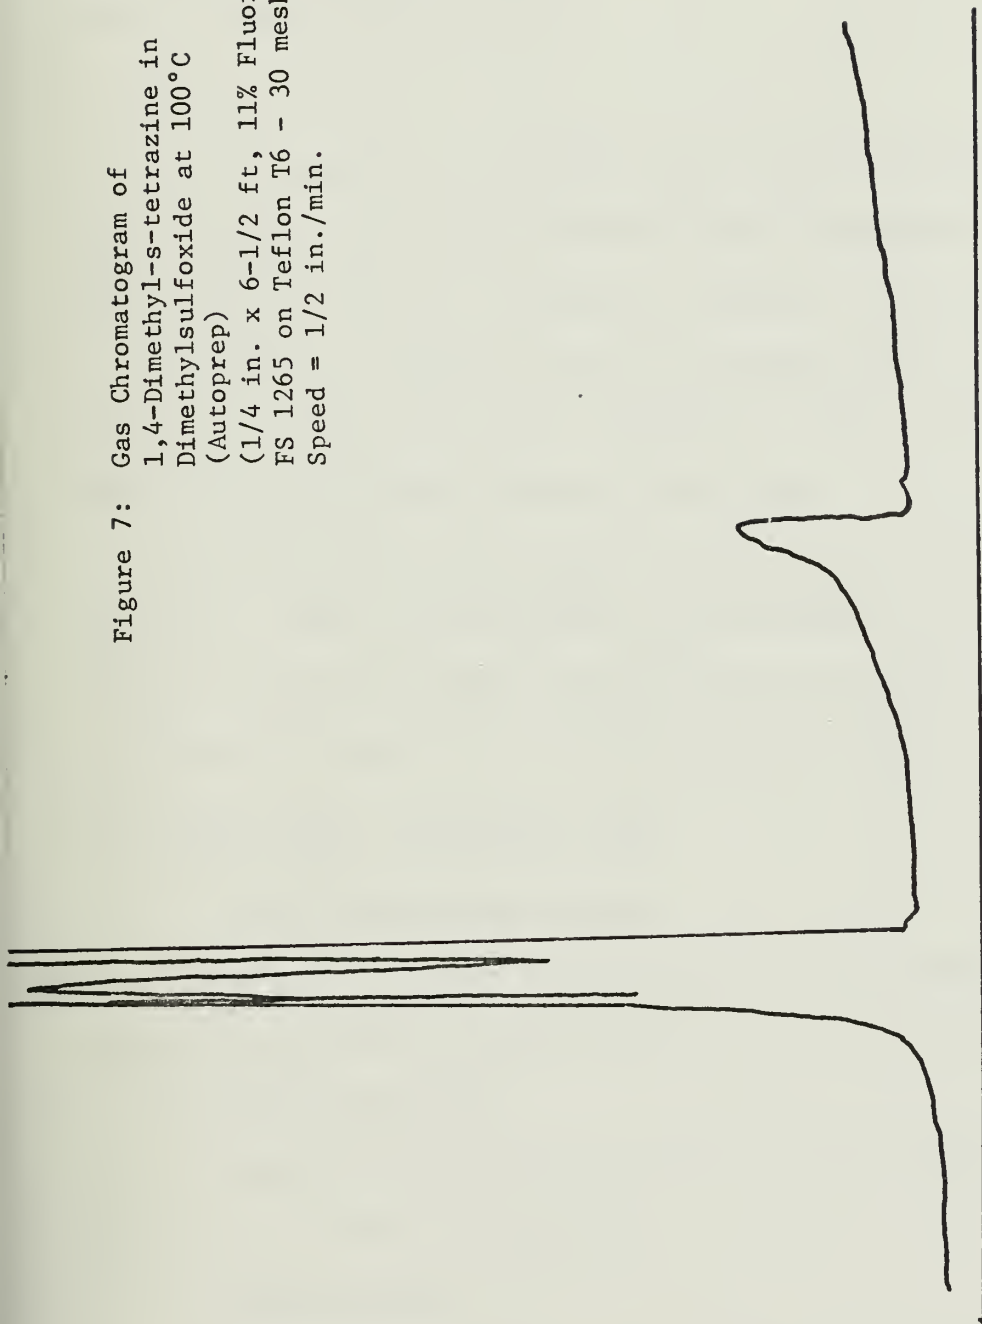 Figure 7: Gas Chromatogram of
1,4-Dimethyl-s-tetrazine in
Dimethylsulfoxide at 100°C
(Autoprep)
(1/4 in. x 6-1/2 ft, 11%
FS 1265 on Teflon T6 - 30
Speed = 1/2 in./min.